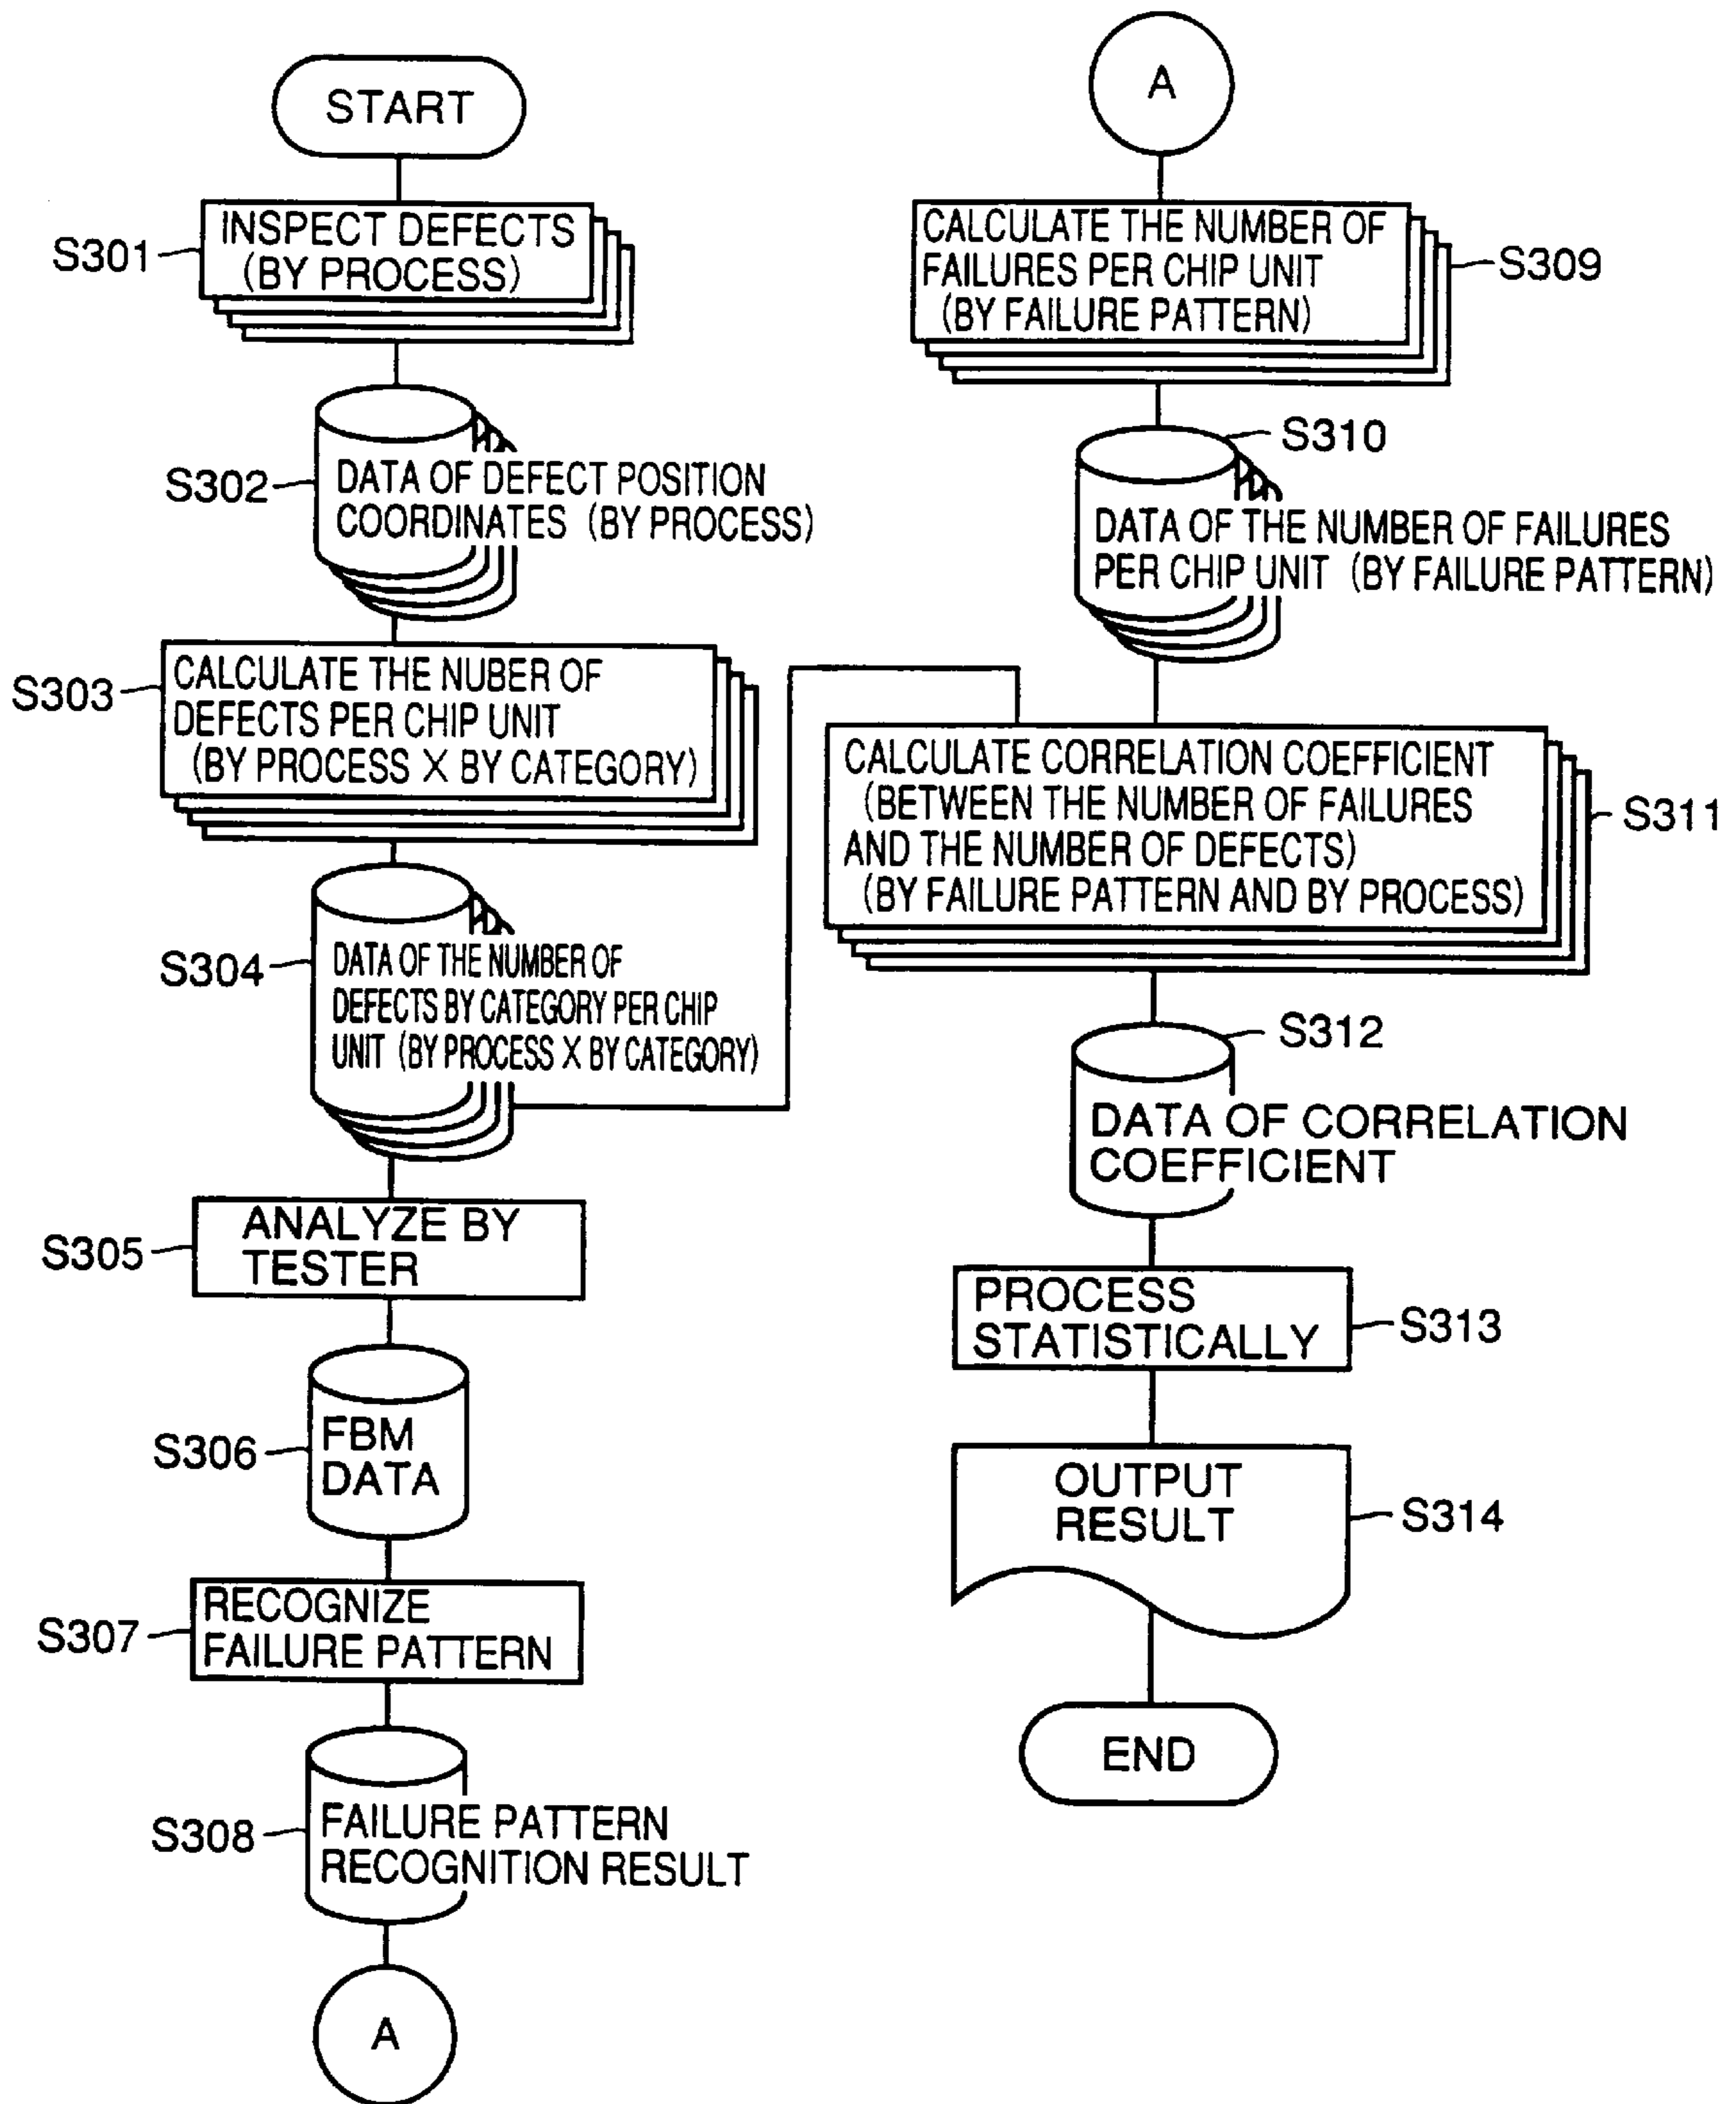 START
S301
INSPECT DEFECTS
(BY PROCESS)
S302
DATA OF DEFECT POSITION
COORDINATES (BY PROCESS)
S303
CALCULATE THE NUBER OF
DEFECTS PER CHIP UNIT
(BY PROCESS X BY CATEGORY)
S304
DATA OF THE NUMBER OF
DEFECTS BY CATEGORY PER CHIP
UNIT (BY PROCESS X BY CATEGORY)
S305
ANALYZE BY
TESTER
S306
FBM
DATA
S307
RECOGNIZE
FAILURE PATTERN
S308
FAILURE PATTERN
RECOGNITION RESULT
A
A
CALCULATE THE NUMBER OF
FAILURES PER CHIP UNIT
(BY FAILURE PATTERN)
S309
S310
DATA OF THE NUMBER OF FAILURES
PER CHIP UNIT (BY FAILURE PATTERN)
CALCULATE CORRELATION COEFFICIENT
(BETWEEN THE NUMBER OF FAILURES
AND THE NUMBER OF DEFECTS)
(BY FAILURE PATTERN AND BY PROCESS)
S311
S312
DATA OF CORRELATION
COEFFICIENT
PROCESS
STATISTICALLY
S313
OUTPUT
RESULT
S314
END